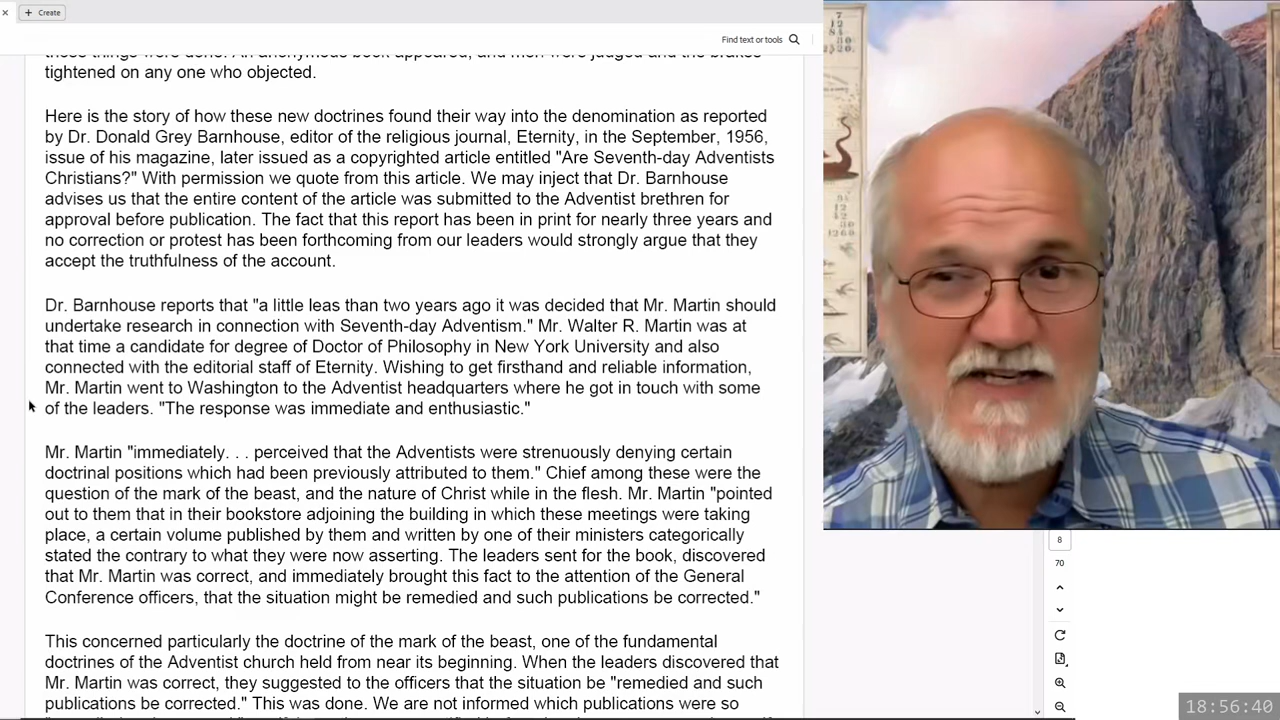 Create
Find text or tools
tightened on any one who objected.
Here is the story of how these new doctrines found their way into the denomination as reported
by Dr. Donald Grey Barnhouse, editor of the religious journal, Eternity, in the September, 1956,
issue of his magazine, later issued as a copyrighted article entitled "Are Seventh-day Adventists
Christians?" With permission we quote from this article. We may inject that Dr. Barnhouse
advises us that the entire content of the article was submitted to the Adventist brethren for
approval before publication. The fact that this report has been in print for nearly three years and
no correction or protest has been forthcoming from our leaders would strongly argue that they
accept the truthfulness of the account.
Dr. Barnhouse reports that "a little leas than two years ago it was decided that Mr. Martin should
undertake research in connection with Seventh-day Adventism." Mr. Walter R. Martin was at
that time a candidate for degree of Doctor of Philosophy in New York University and also
connected with the editorial staff of Eternity. Wishing to get firsthand and reliable information,
Mr. Martin went to Washington to the Adventist headquarters where he got in touch with some
of the leaders. "The response was immediate and enthusiastic."
Mr. Martin "immediately. . . perceived that the Adventists were strenuously denying certain
doctrinal positions which had been previously attributed to them." Chief among these were the
question of the mark of the beast, and the nature of Christ while in the flesh. Mr. Martin "pointed
out to them that in their bookstore adjoining the building in which these meetings were taking
place, a certain volume published by them and written by one of their ministers categorically
stated the contrary to what they were now asserting. The leaders sent for the book, discovered
that Mr. Martin was correct, and immediately brought this fact to the attention of the General
Conference officers, that the situation might be remedied and such publications be corrected."
This concerned particularly the doctrine of the mark of the beast, one of the fundamental
doctrines of the Adventist church held from near its beginning. When the leaders discovered that
Mr. Martin was correct, they suggested to the officers that the situation be "remedied and such
publications be corrected." This was done. We are not informed which publications were so
7
12
1260
8
70
18:56:40